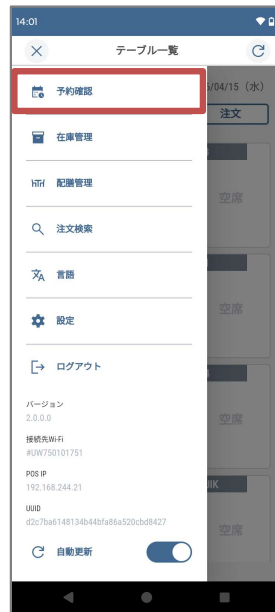 14:01
テーブル一覧
予約確認
/04/15（水）
注文
在庫管理
空席
配膳管理
注文検索
言語
空席
設定
ログアウト
バージョン
2.0.0.0
空席
接続先Wi-Fi
#UW750101751
POS IP
192.168.244.21
UUID
d2c7ba6148134b44bfa86a520cbd8427
空席
自動更新